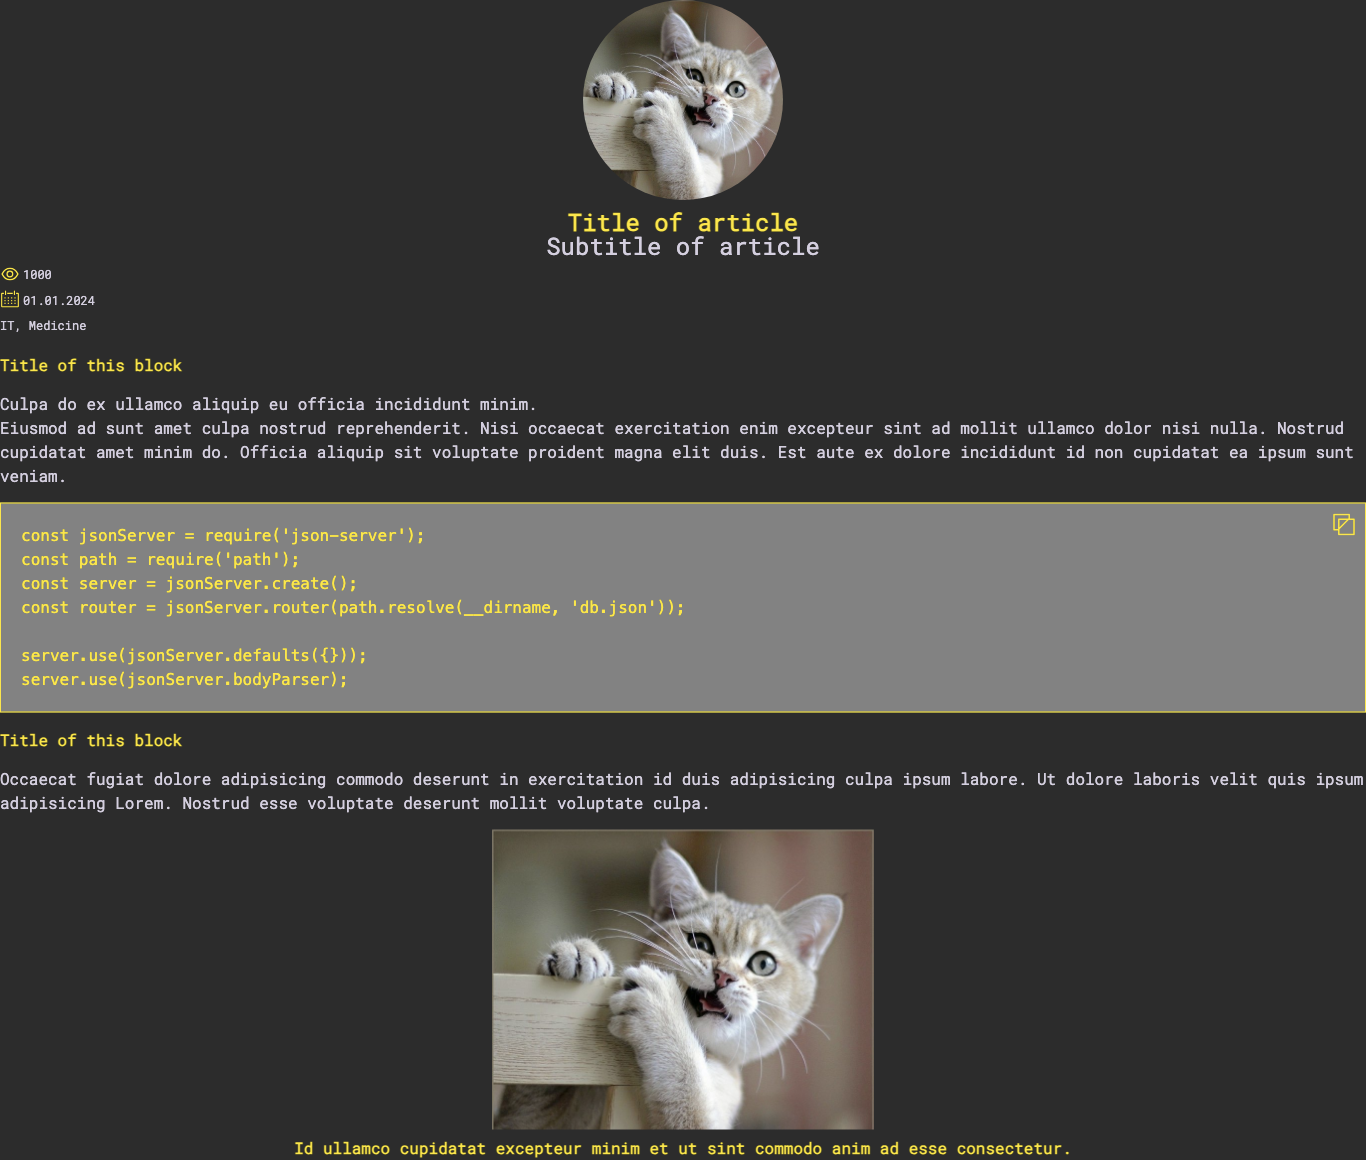 Title of article
Subtitle of article
1000
01.01.2024
IT, Medicine
Title of this block
Culpa do ex ullamco aliquip eu officia incididunt minim.
Eiusmod ad sunt amet culpa nostrud reprehenderit. Nisi occaecat exercitation enim excepteur sint ad mollit ullamco dolor nisi nulla. Nostrud
cupidatat amet minim do. Officia aliquip sit voluptate proident magna elit duis. Est aute ex dolore incididunt id non cupidatat ea ipsum sunt
veniam.
const jsonServer = require('json-server');
const path = require('path');
const server = jsonServer.create();
const router = jsonServer.router(path.resolve(__dirname, 'db.json'));
server.use(jsonServer.defaults({}));
server.use(jsonServer.bodyParser);
Title of this block
Occaecat fugiat dolore adipisicing commodo deserunt in exercitation id duis adipisicing culpa ipsum labore. Ut dolore laboris velit quis ipsum
adipisicing Lorem. Nostrud esse voluptate deserunt mollit voluptate culpa.
Id ullamco cupidatat excepteur minim et ut sint commodo anim ad esse consectetur.